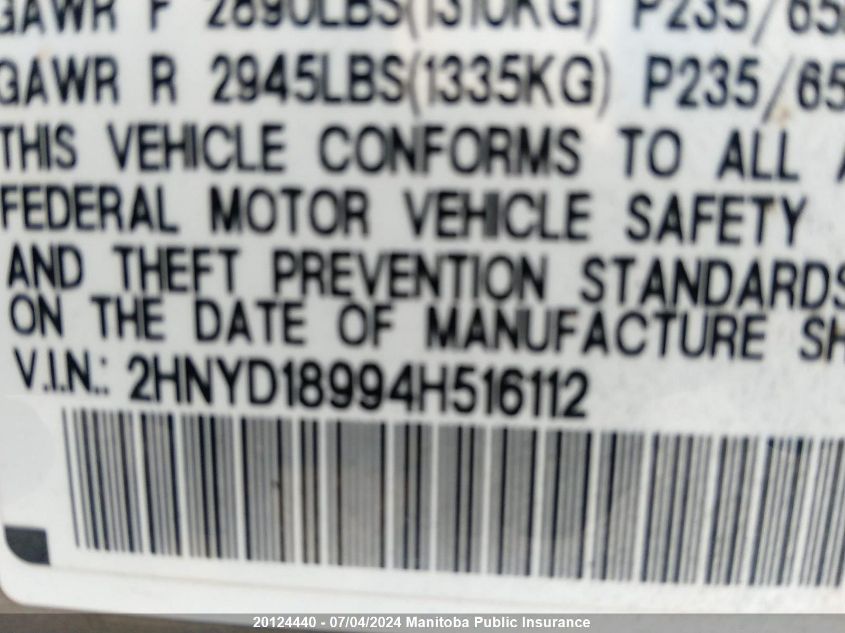 GAWR F 2890LBS(1310KG) P235/65
GAWR R 2945LBS(1335KG) P235/65
THIS VEHICLE CONFORMS TO ALL A
FEDERAL MOTOR VEHICLE SAFETY
AND THEFT PREVENTION STANDARDS
ON THE DATE OF MANUFACTURE SH
V.I.N.: 2HNYD18994H516112
20124440 - 07/04/2024 Manitoba Public Insurance